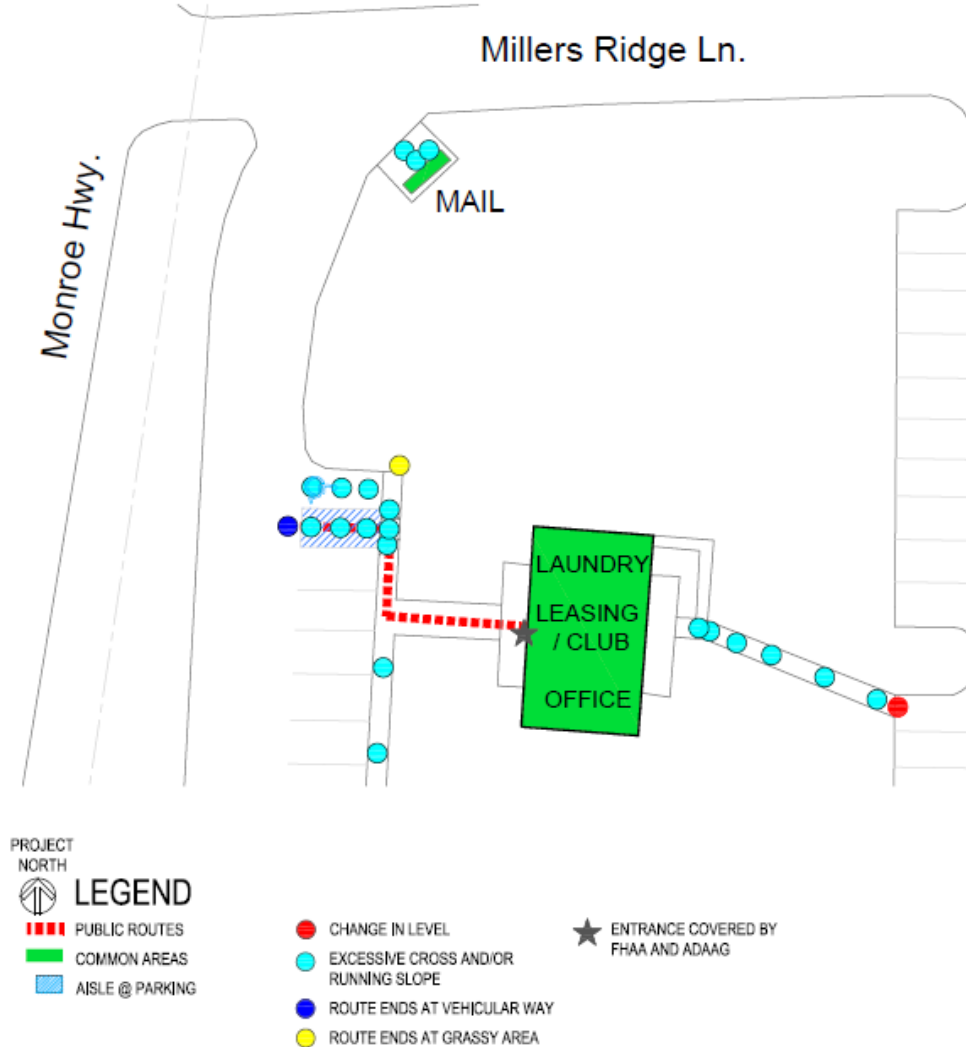 Millers Ridge Ln.
Monroe Hwy.
MAIL
LAUNDRY
LEASING
/ CLUB
OFFICE
PROJECT
NORTH
LEGEND
PUBLIC ROUTES
COMMON AREAS
AISLE @ PARKING
CHANGE IN LEVEL
EXCESSIVE CROSS AND/OR
RUNNING SLOPE
ROUTE ENDS AT VEHICULAR WAY
ROUTE ENDS AT GRASSY AREA
ENTRANCE COVERED BY
FHAA AND ADAAG